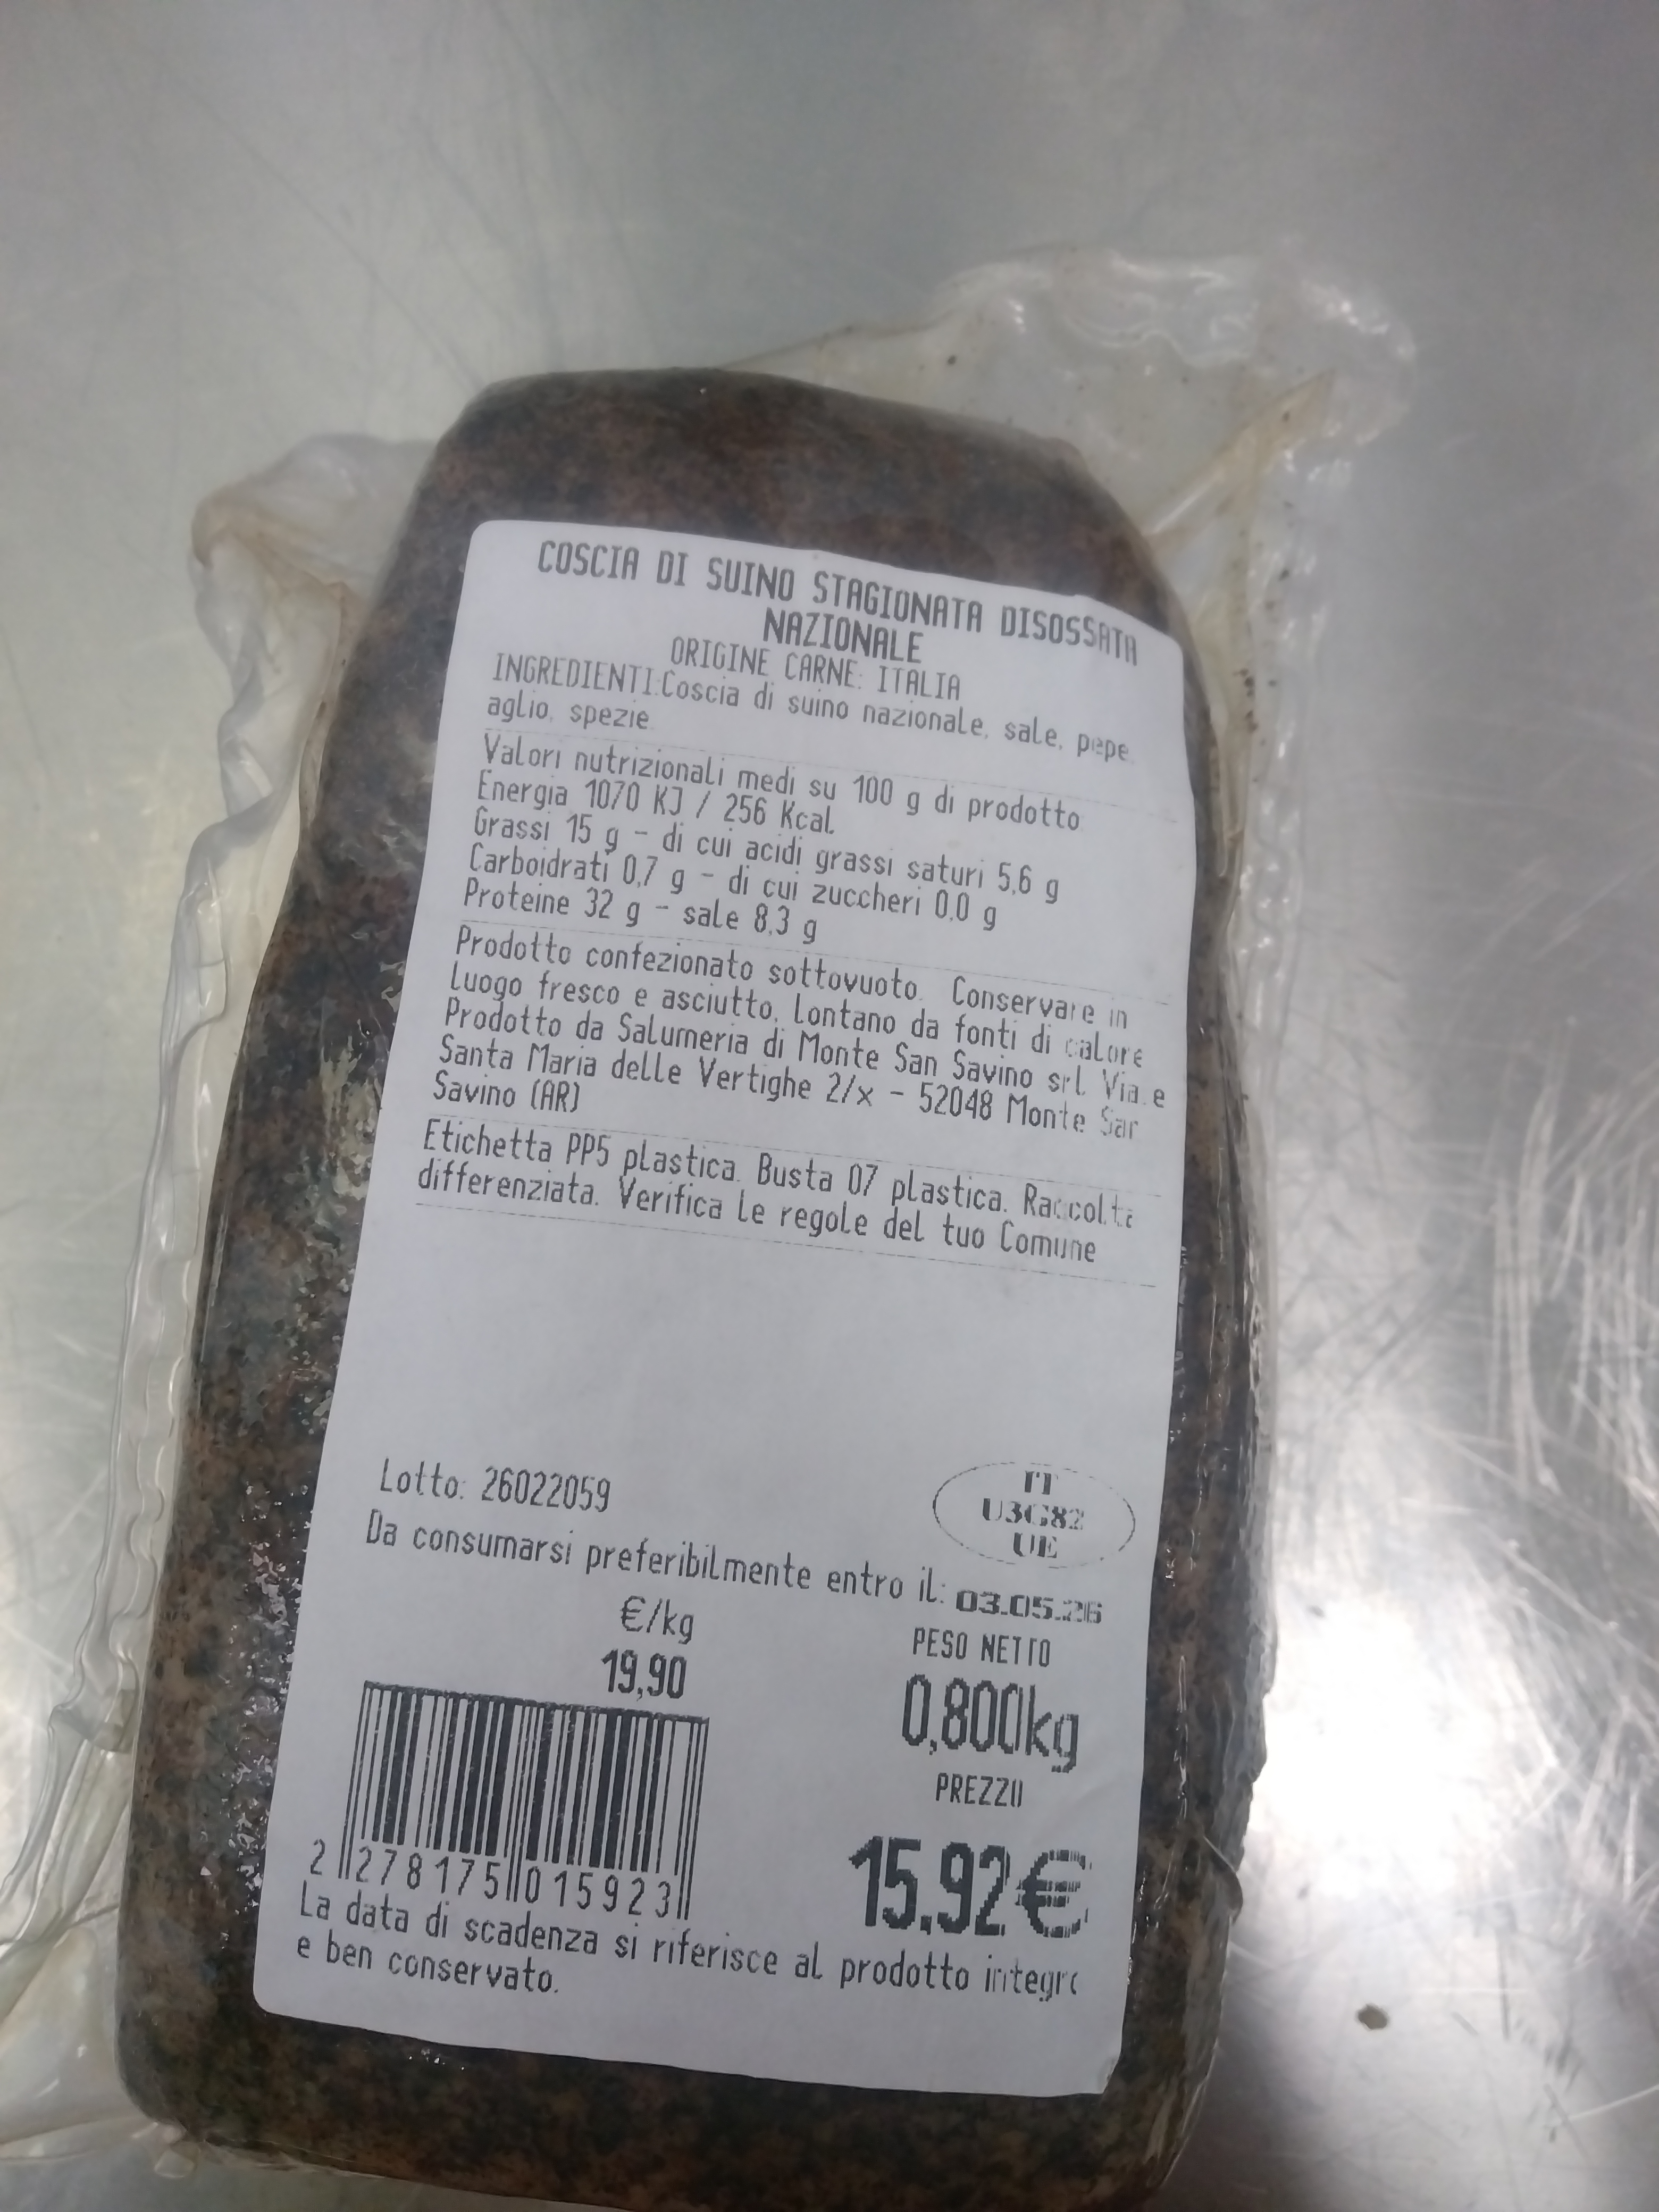 COSCIA DI SUINO STAGIONATA DISOSSATA
NAZIONALE
ORIGINE CARNE: ITALIA
INGREDIENTI:Coscia di suino nazionale, sale, pepe,
aglio, spezie.
Valori nutrizionali medi su 100 g di prodotto
Energia 1070 KJ / 256 Kcal.
Grassi 15 g - di cui acidi grassi saturi 5,6 g
Carboidrati 0,7 g - di cui zuccheri 0,0 g
Proteine 32 g - sale 8,3 g
Prodotto confezionato sottovuoto. Conservare in
luogo fresco e asciutto, lontano da fonti di calore
Prodotto da Salumeria di Monte San Savino srl. Viale
Santa Maria delle Vertighe 2/x - 52048 Monte San
Savino (AR)
Etichetta PP5 plastica. Busta 07 plastica. Raccolta
differenziata. Verifica le regole del tuo Comune
Lotto: 26022059
IT
U3G82
UE
Da consumarsi preferibilmente entro il: 03.05.26
€/kg
19,90
PESO NETTO
0,800kg
PREZZO
15,92€
2 278175 015923
La data di scadenza si riferisce al prodotto integro
e ben conservato.